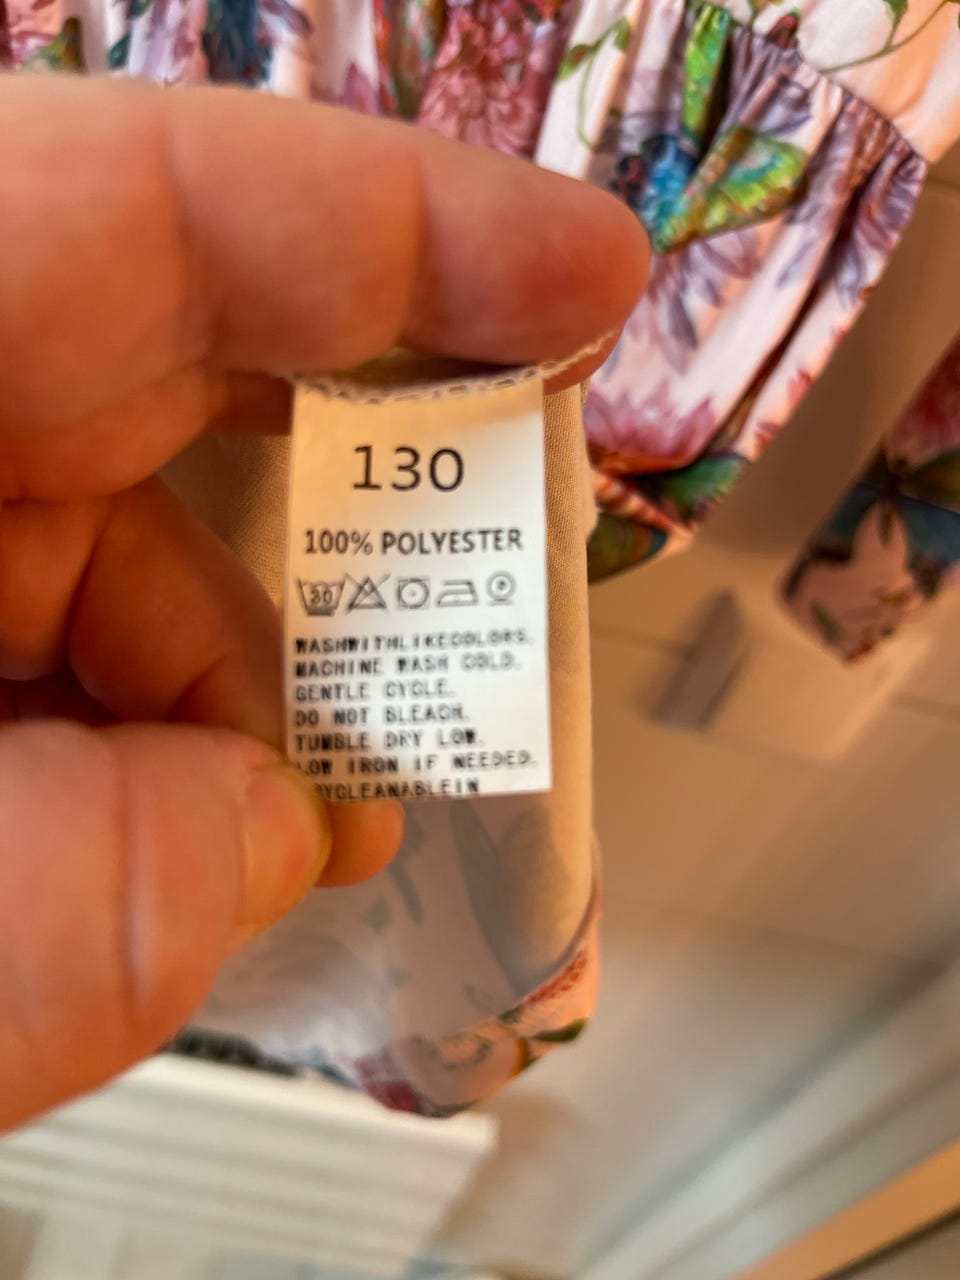 130
100% POLYESTER
30 P
WASHWITHLIKECOLORS.
MACHINE WASH COLD.
GENTLE CYCLE.
DO NOT BLEACH.
TUMBLE DRY LOW.
LOW IRON IF NEEDED.